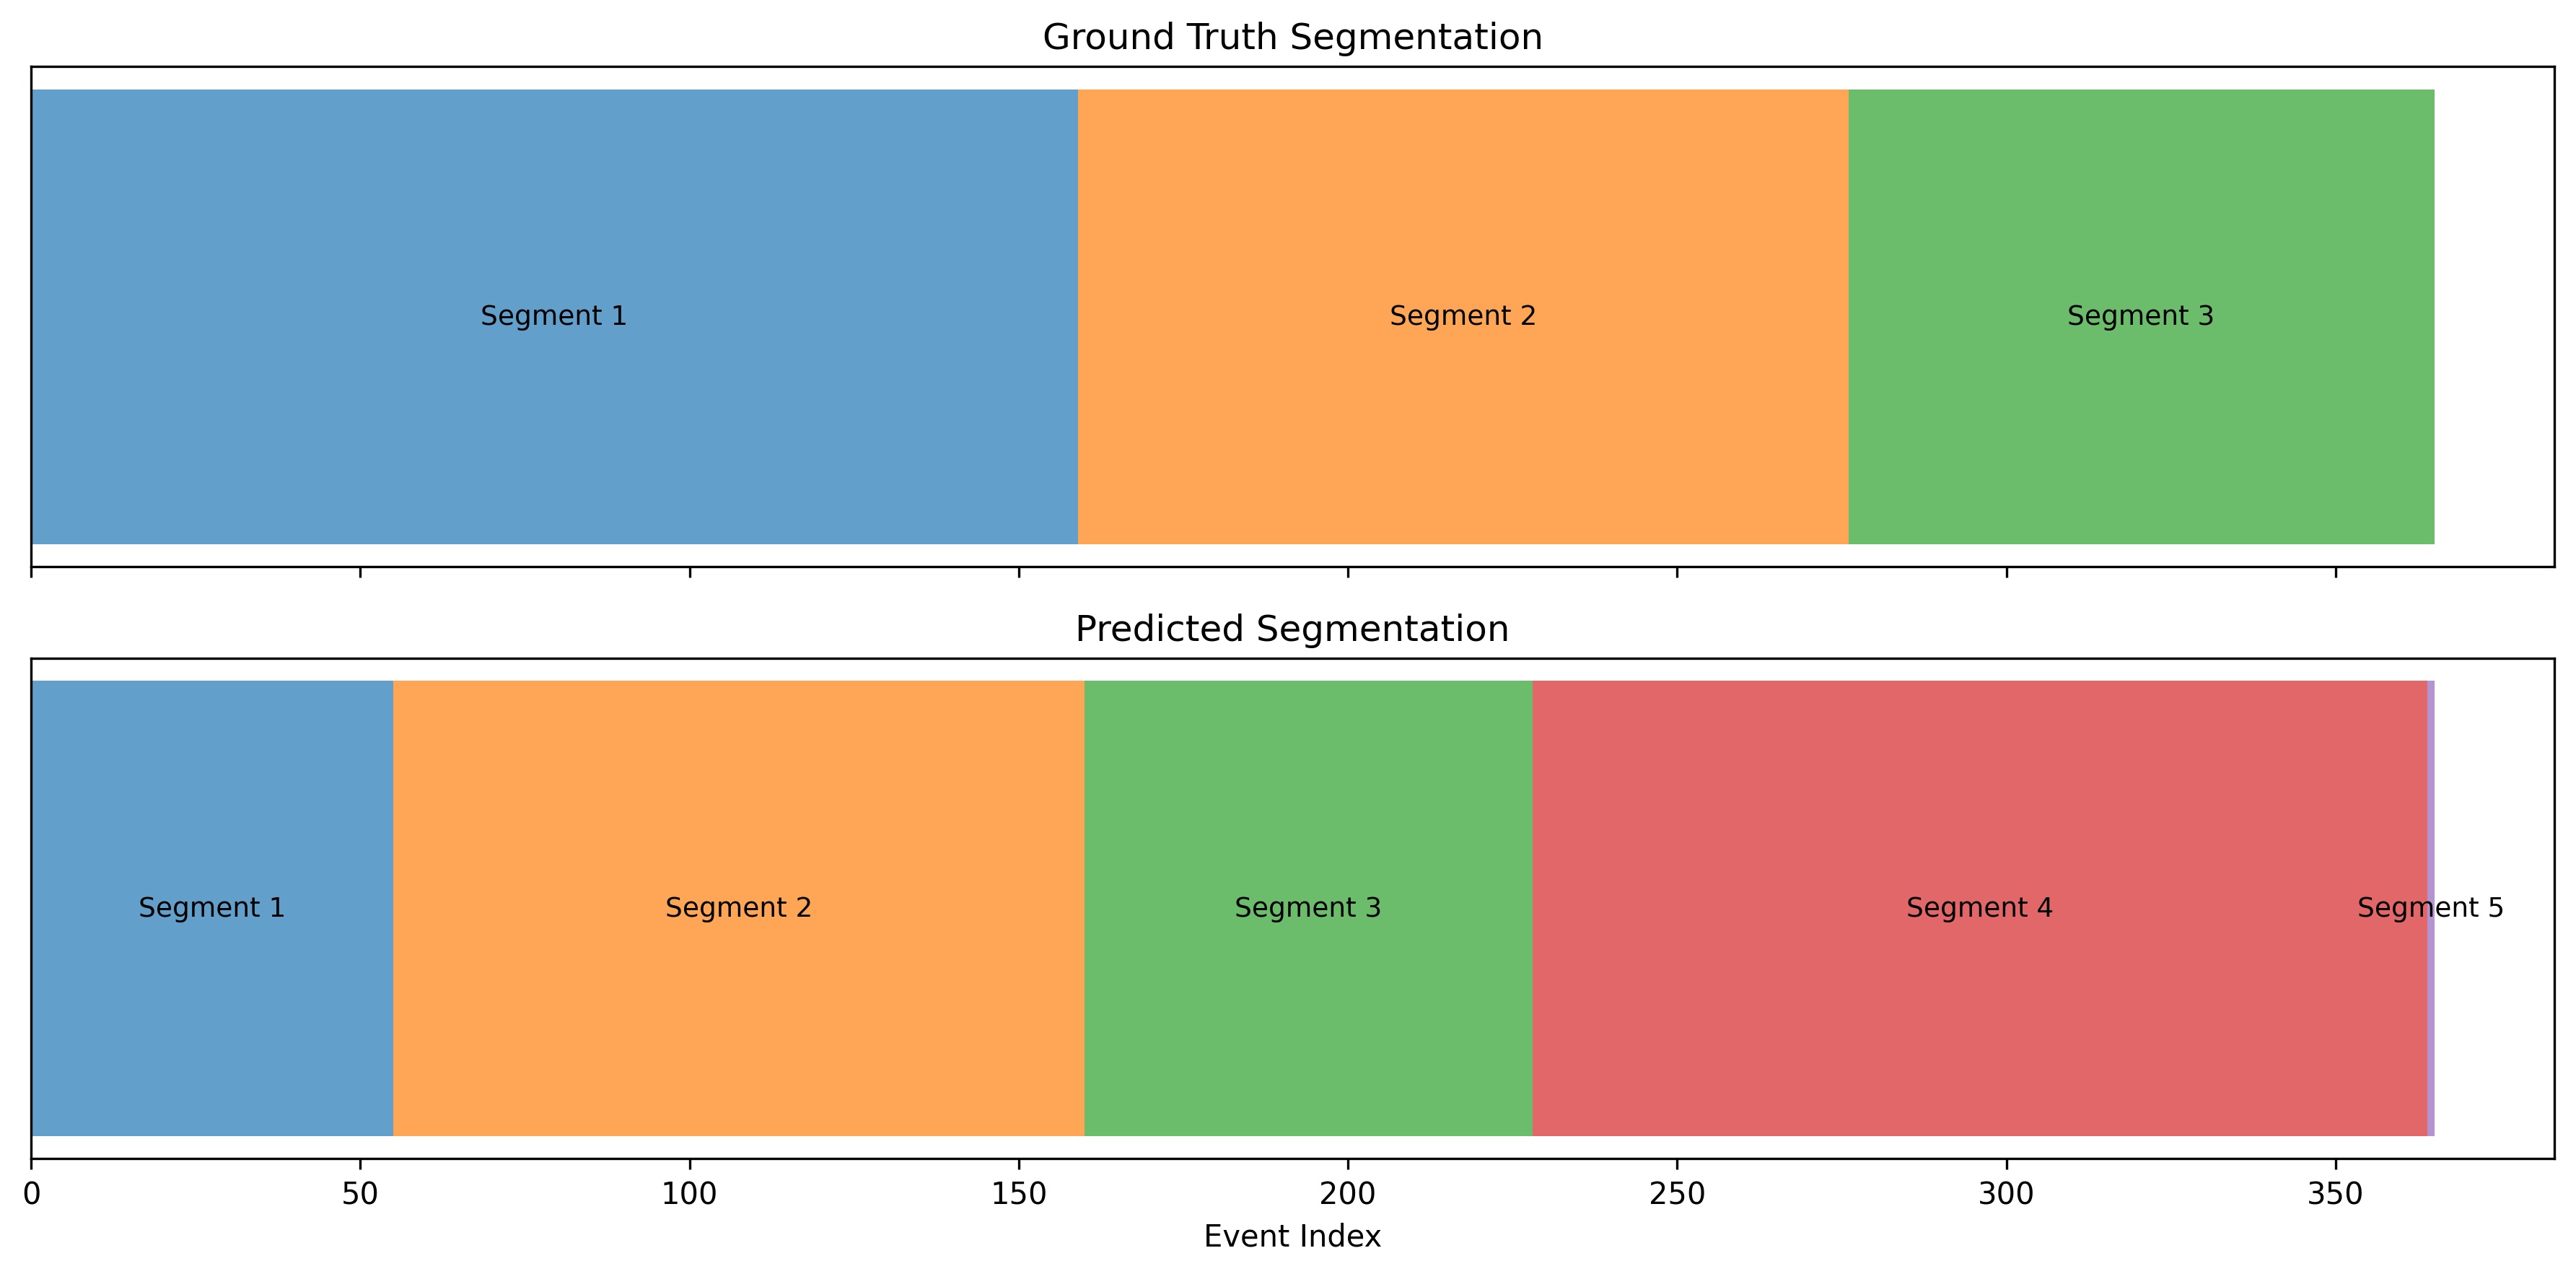 Ground Truth Segmentation
Segment 1 Segment 2 Segment 3
Predicted Segmentation
Segment 1 Segment 2 Segment 3 Segment 4 Segment 5
0 50 100 150 200 250 300 350
Event Index